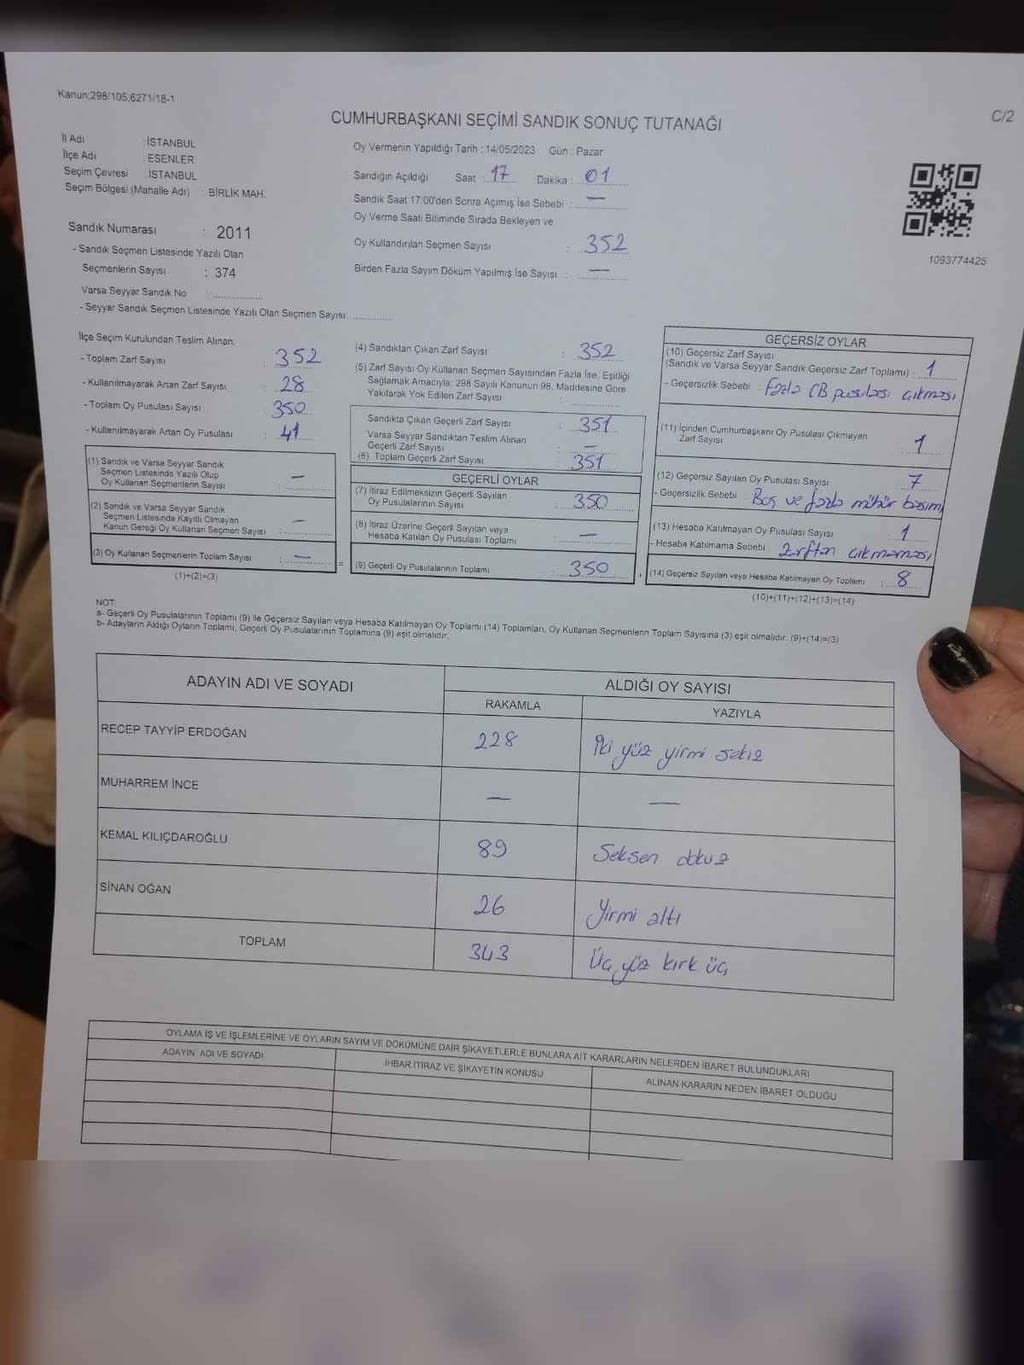 Kanun;298/105,6271/18-1
C/2
CUMHURBAŞKANI SEÇİMİ SANDIK SONUÇ TUTANAĞI
İl Adı : İSTANBUL
İlçe Adı : ESENLER
Seçim Çevresi : İSTANBUL
Seçim Bölgesi (Mahalle Adı) : BİRLİK MAH.
Oy Vermenin Yapıldığı Tarih : 14/05/2023 Gün : Pazar
Sandığın Açıldığı Saat : 17 Dakika : 01
Sandık Saat 17:00'den Sonra Açımış İse Sebebi : —
Oy Verme Saati Bitiminde Sırada Bekleyen ve
Oy Kullandırılan Seçmen Sayısı : 352
Birden Fazla Sayım Döküm Yapılmış İse Sayısı : —
1093774425
Sandık Numarası : 2011
- Sandık Seçmen Listesinde Yazılı Olan
Seçmenlerin Sayısı : 374
Varsa Seyyar Sandık No :
- Seyyar Sandık Seçmen Listesinde Yazılı Olan Seçmen Sayısı:
İlçe Seçim Kurulundan Teslim Alınan;
- Toplam Zarf Sayısı : 352
- Kullanılmayarak Artan Zarf Sayısı : 28
- Toplam Oy Pusulası Sayısı : 350
- Kullanılmayarak Artan Oy Pusulası : 41
(1) Sandık ve Varsa Seyyar Sandık
Seçmen Listesinde Yazılı Olup
Oy Kullanan Seçmenlerin Sayısı : —
(2) Sandık ve Varsa Seyyar Sandık
Seçmen Listesinde Kayıtlı Olmayan
Kanun Gereği Oy Kullanan Seçmen Sayısı : —
(3) Oy Kullanan Seçmenlerin Toplam Sayısı : —
(1)+(2)=(3)
(4) Sandıktan Çıkan Zarf Sayısı : 352
(5) Zarf Sayısı Oy Kullanan Seçmen Sayısından Fazla İse, Eşitliği
Sağlamak Amacıyla; 298 Sayılı Kanunun 98. Maddesine Göre
Yakılarak Yok Edilen Zarf Sayısı :
Sandıkta Çıkan Geçerli Zarf Sayısı : 351
Varsa Seyyar Sandıktan Teslim Alınan
Geçerli Zarf Sayısı : —
(6) Toplam Geçerli Zarf Sayısı : 351
GEÇERLİ OYLAR
(7) İtiraz Edilmeksizin Geçerli Sayılan
Oy Pusulalarının Sayısı : 350
(8) İtiraz Üzerine Geçerli Sayılan veya
Hesaba Katılan Oy Pusulası Toplamı : —
= (9) Geçerli Oy Pusulalarının Toplamı : 350
GEÇERSİZ OYLAR
(10) Geçersiz Zarf Sayısı
(Sandık ve Varsa Seyyar Sandık Geçersiz Zarf Toplamı) : 1
- Geçersizlik Sebebi : Fazla CB pusulası çıkması
(11) İçinden Cumhurbaşkanı Oy Pusulası Çıkmayan
Zarf Sayısı : 1
(12) Geçersiz Sayılan Oy Pusulası Sayısı : 7
- Geçersizlik Sebebi : Boş ve fazla mühür basımı
(13) Hesaba Katılmayan Oy Pusulası Sayısı : 1
- Hesaba Katılmama Sebebi : Zarftan çıkmaması
(14) Geçersiz Sayılan veya Hesaba Katılmayan Oy Toplamı : 8
(10)+(11)+(12)+(13)=(14)
NOT:
a- Geçerli Oy Pusulalarının Toplamı (9) ile Geçersiz Sayılan veya Hesaba Katılmayan Oy Toplamı (14) Toplamları, Oy Kullanan Seçmenlerin Toplam Sayısına (3) eşit olmalıdır. (9)+(14)=(3)
b- Adayların Aldığı Oyların Toplamı, Geçerli Oy Pusulalarının Toplamına (9) eşit olmalıdır.
ADAYIN ADI VE SOYADI
ALDIĞI OY SAYISI
RAKAMLA YAZIYLA
RECEP TAYYİP ERDOĞAN 228 İki yüz yirmi sekiz
MUHARREM İNCE — —
KEMAL KILIÇDAROĞLU 89 Seksen dokuz
SİNAN OĞAN 26 Yirmi altı
TOPLAM 343 Üç yüz kırk üç
OYLAMA İŞ VE İŞLEMLERİNE VE OYLARIN SAYIM VE DÖKÜMÜNE DAİR ŞİKAYETLERLE BUNLARA AİT KARARLARIN NELERDEN İBARET BULUNDUKLARI
ADAYIN ADI VE SOYADI İHBAR İTİRAZ VE ŞİKAYETİN KONUSU ALINAN KARARIN NEDEN İBARET OLDUĞU